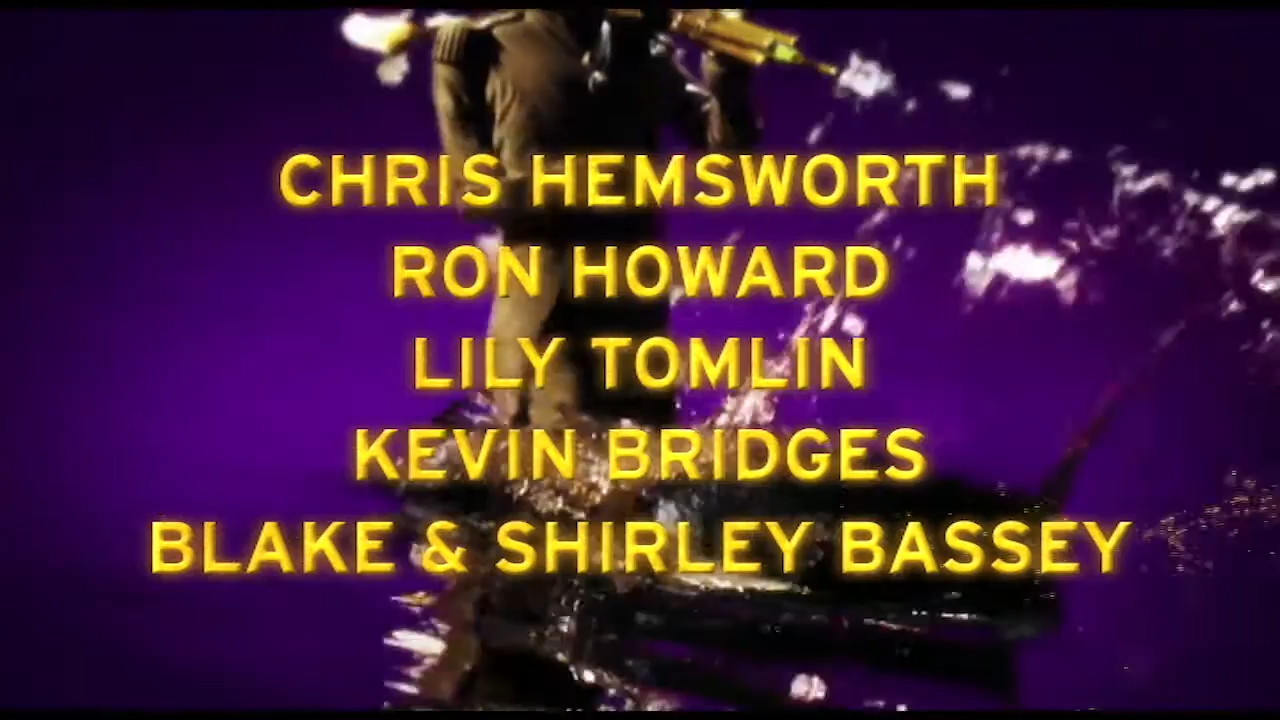 CHRIS HEMSWORTH
RON HOWARD
LILY TOMLIN
KEVIN BRIDGES
BLAKE & SHIRLEY BASSEY